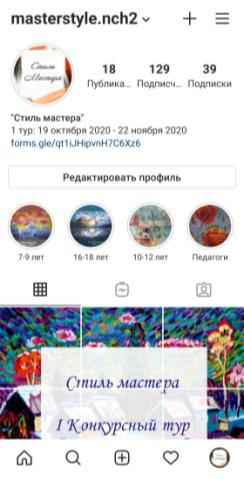 masterstyle.nch2
Стиль
Мастера
18 129 39
Публика... Подписч... Подписки
"Стиль мастера"
1 тур: 19 октября 2020 - 22 ноября 2020
forms.gle/qt1iJHipvnH7C6Xz6
Редактировать профиль
7-9 лет 16-18 лет 10-12 лет Педагоги
Стиль мастера
I Конкурсный тур